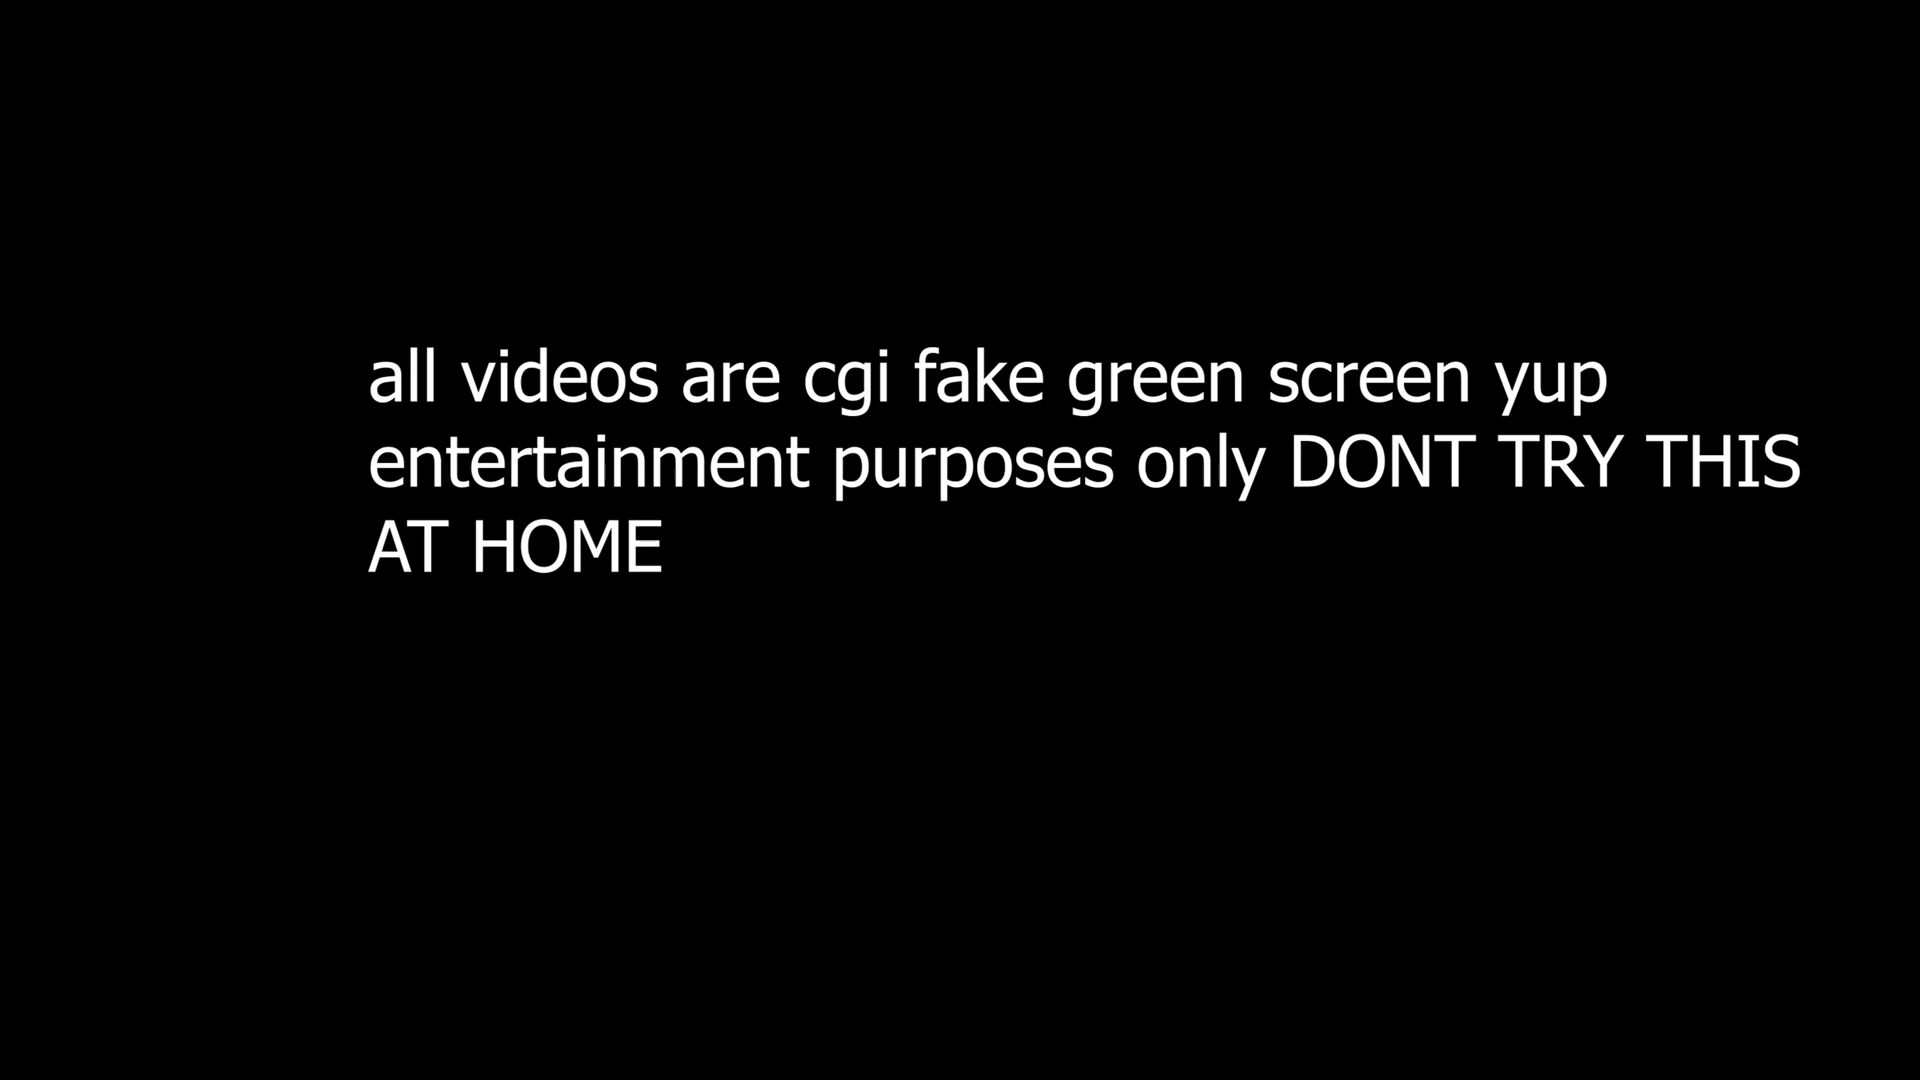 all videos are cgi fake green screen yup
entertainment purposes only DONT TRY THIS
AT HOME